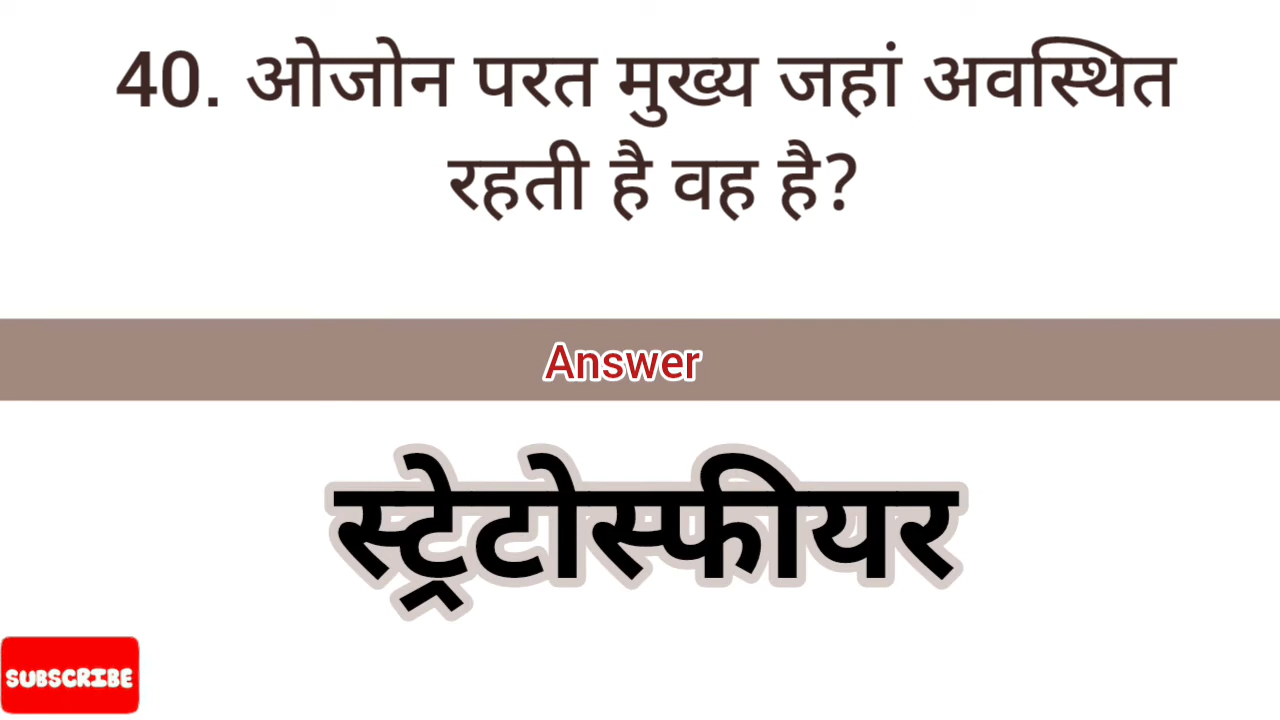 40. ओजोन परत मुख्य जहां अवस्थित
रहती है वह है?
Answer
स्ट्रेटोस्फीयर
SUBSCRIBE